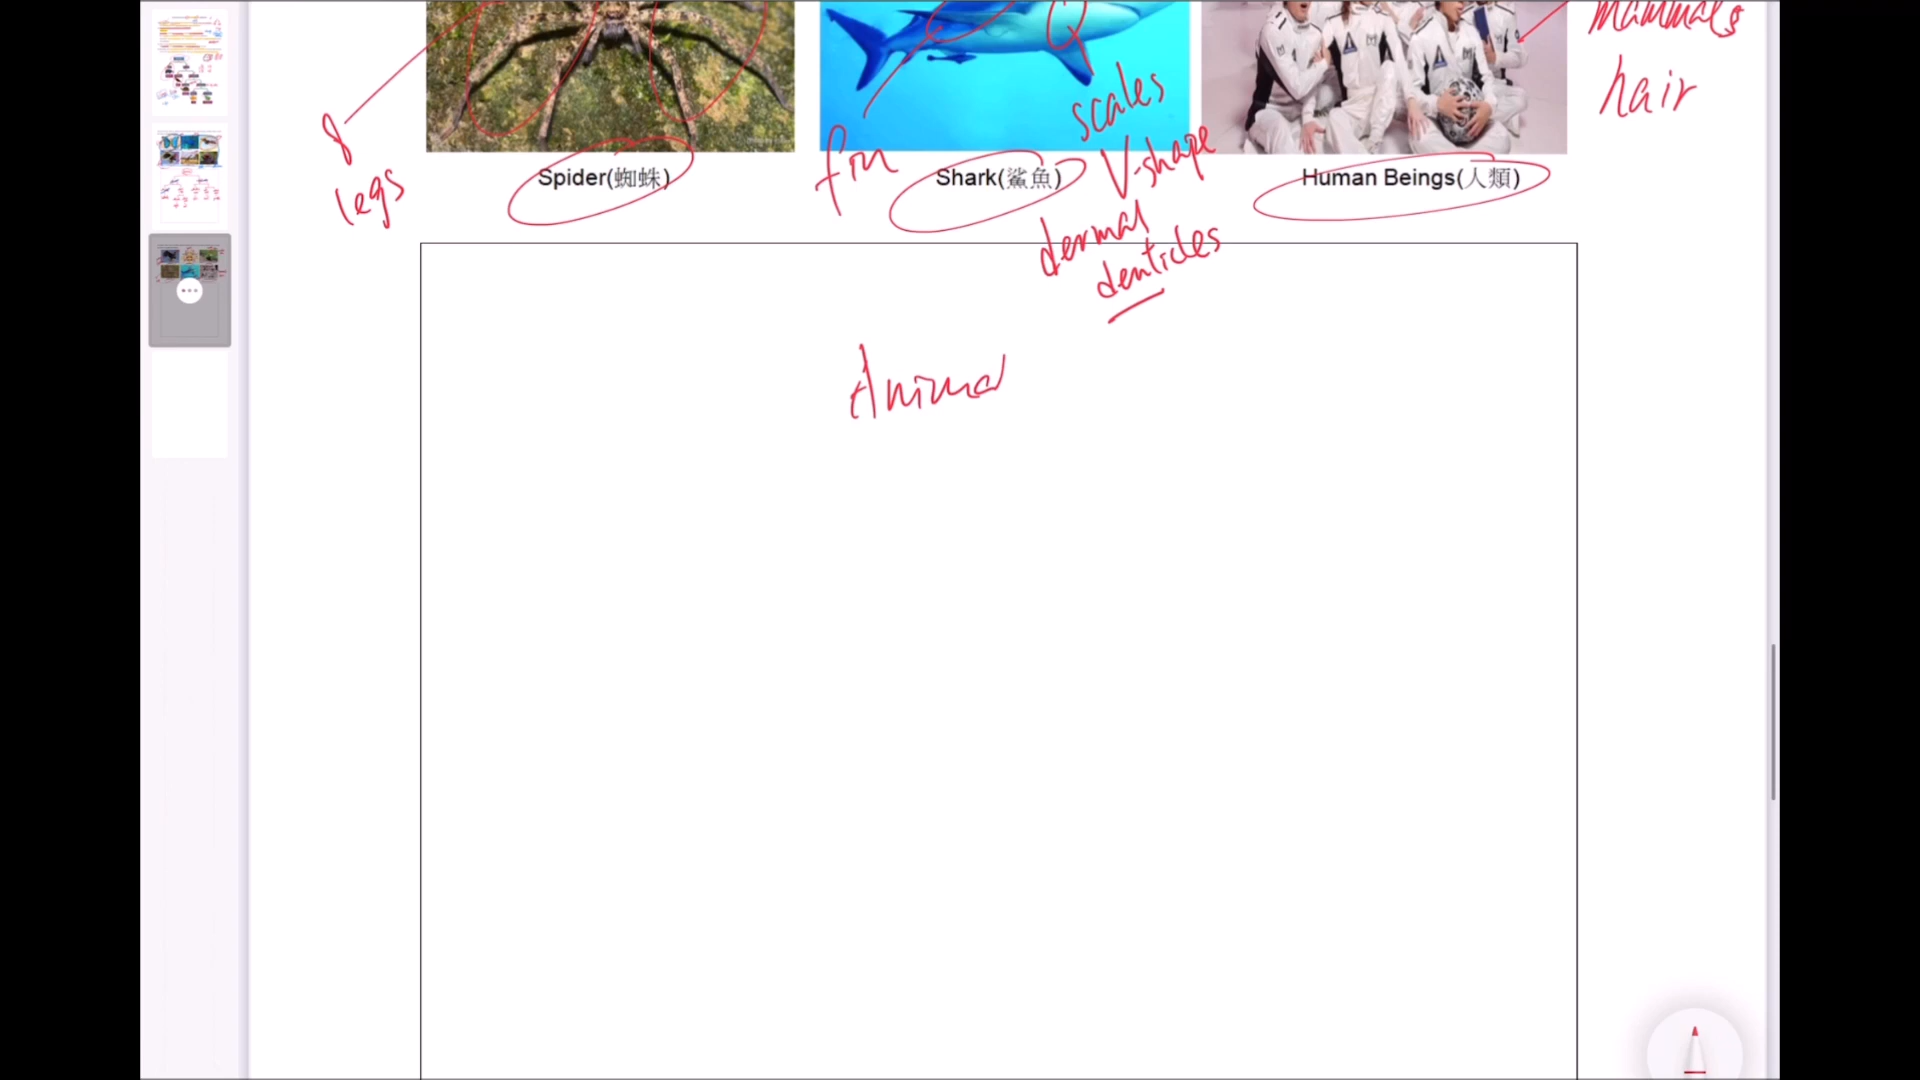 mammals
hair
8
legs
fin
scales
V-shape
dermal
denticles
Spider(蜘蛛)
Shark(鯊魚)
Human Beings(人類)
Animal